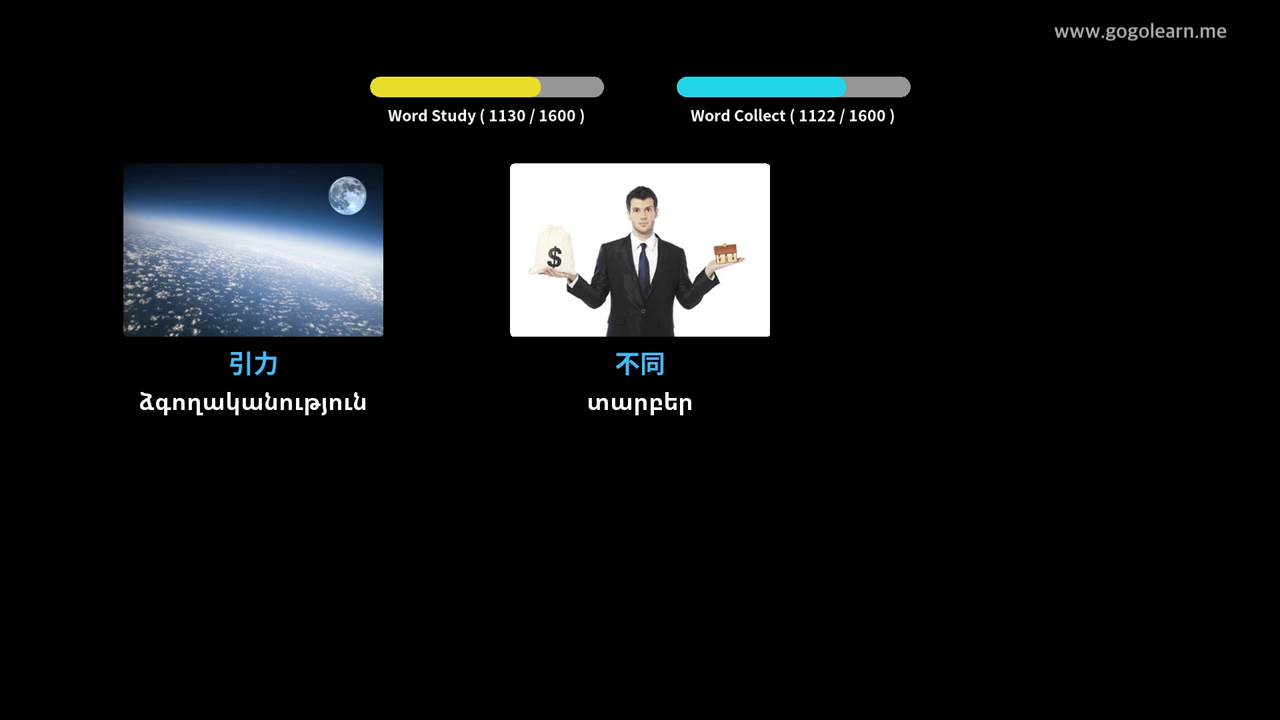 www.gogolearn.me
Word Study ( 1130 / 1600 )
Word Collect ( 1122 / 1600 )
$
引力
不同
ձգողականություն
տարբեր